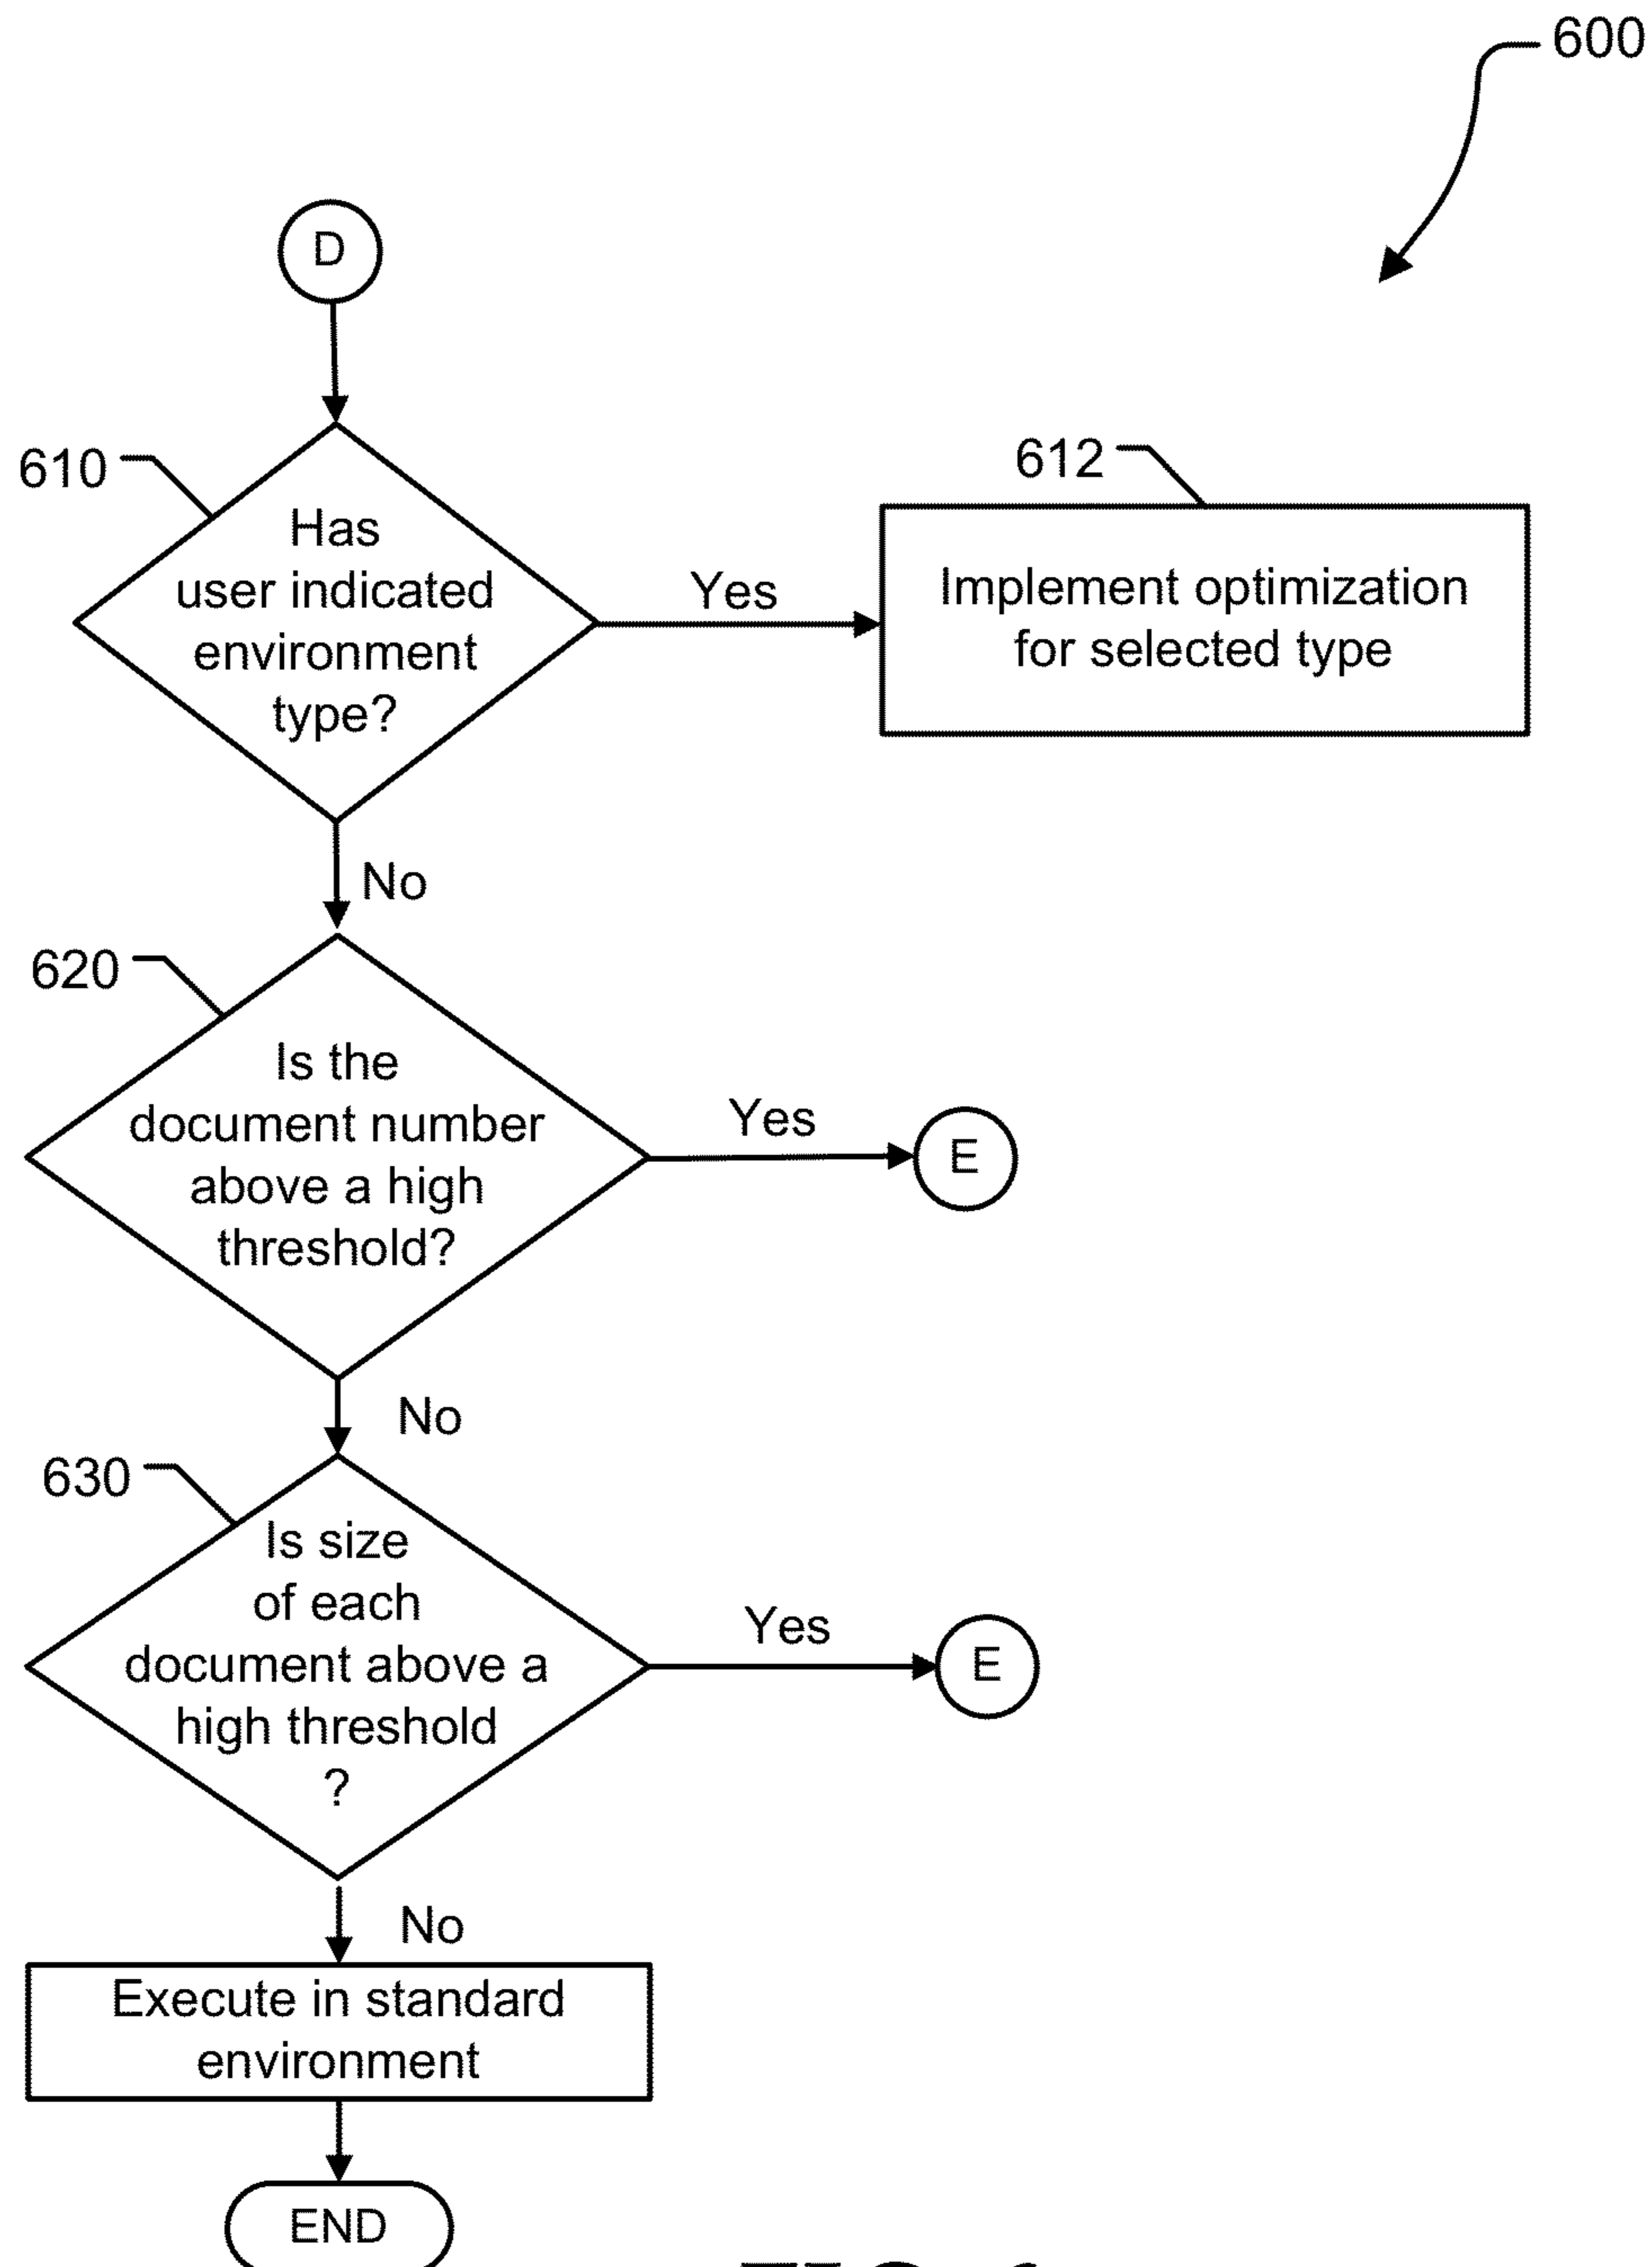 600
D
610
Has
user indicated
environment
type?
Yes
612
Implement optimization
for selected type
No
620
Is the
document number
above a high
threshold?
Yes
E
No
630
Is size
of each
document above a
high threshold
?
Yes
E
No
Execute in standard
environment
END